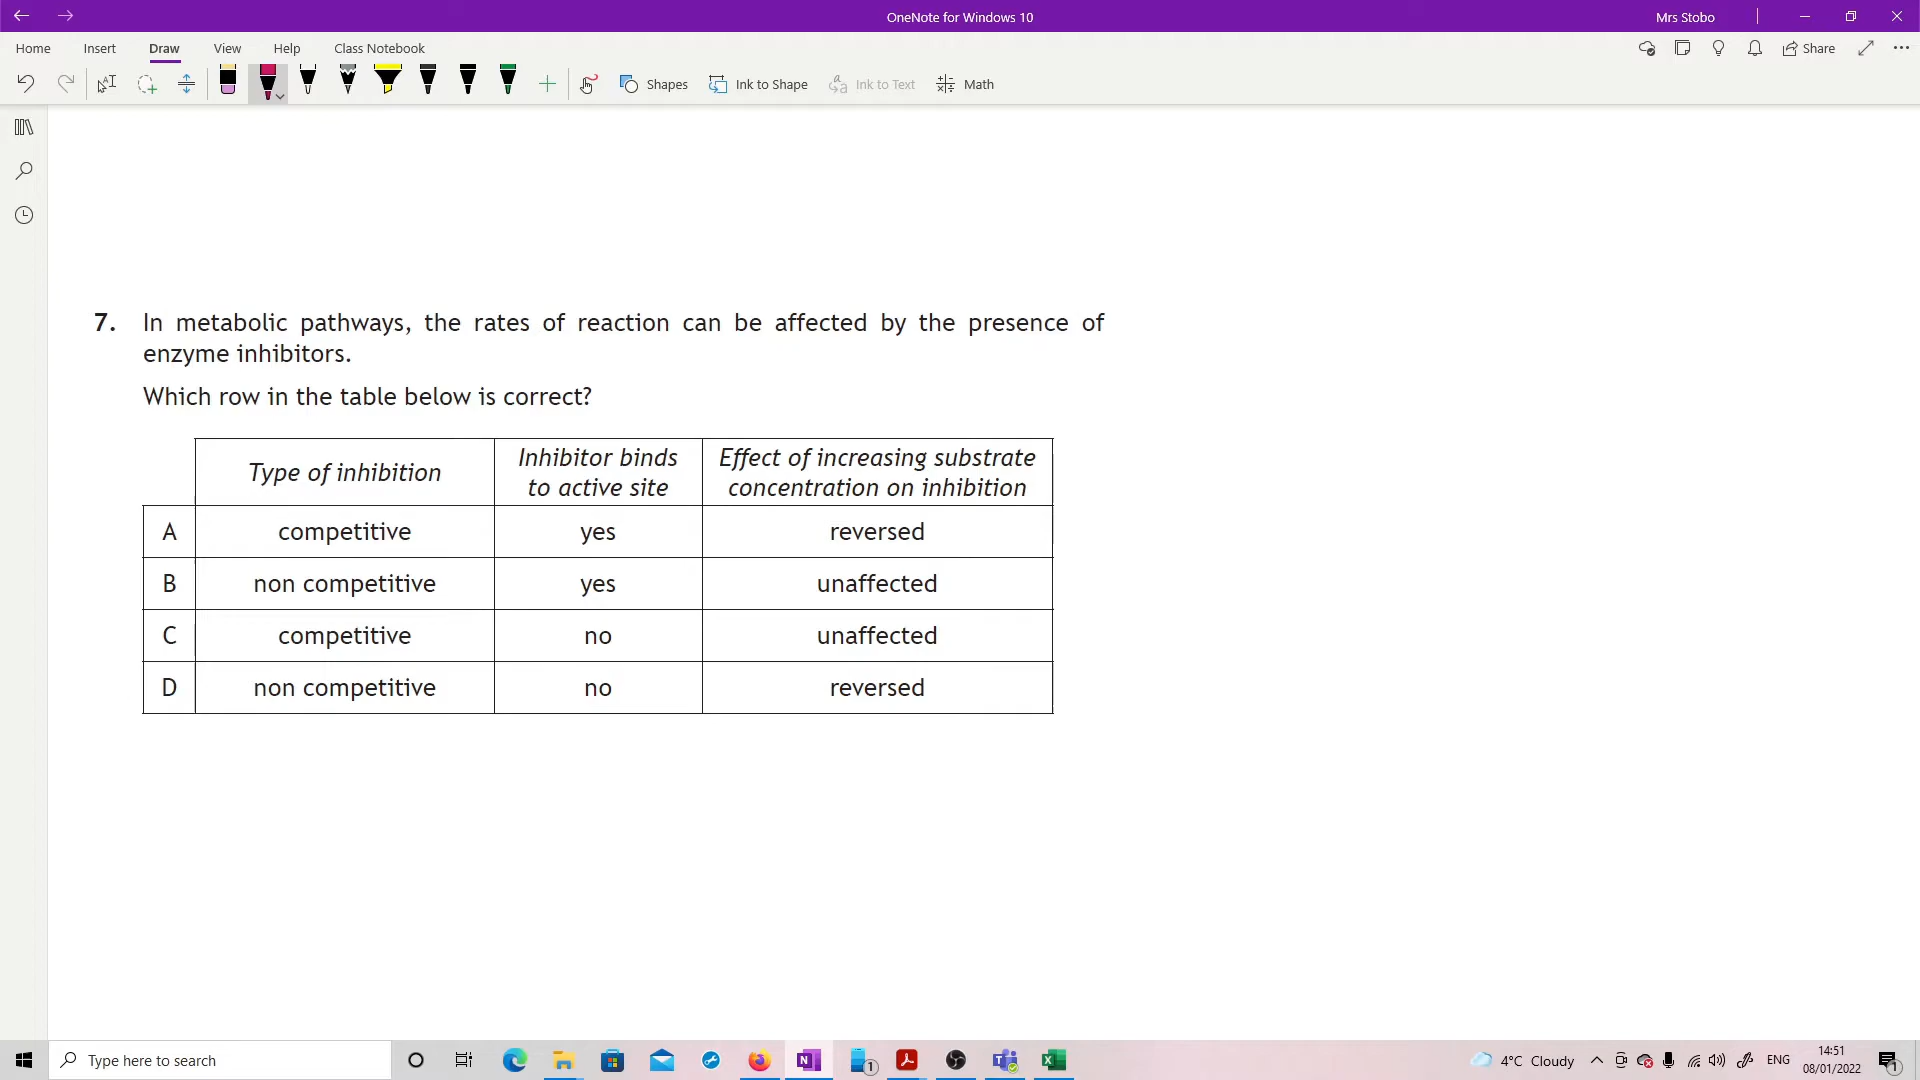 OneNote for Windows 10
Mrs Stobo
Home Insert Draw View Help Class Notebook
Share
Shapes Ink to Shape Ink to Text Math
7. In metabolic pathways, the rates of reaction can be affected by the presence of
enzyme inhibitors.
Which row in the table below is correct?
Type of inhibition Inhibitor binds to active site Effect of increasing substrate concentration on inhibition
A competitive yes reversed
B non competitive yes unaffected
C competitive no unaffected
D non competitive no reversed
Type here to search
4°C Cloudy
ENG
14:51
08/01/2022